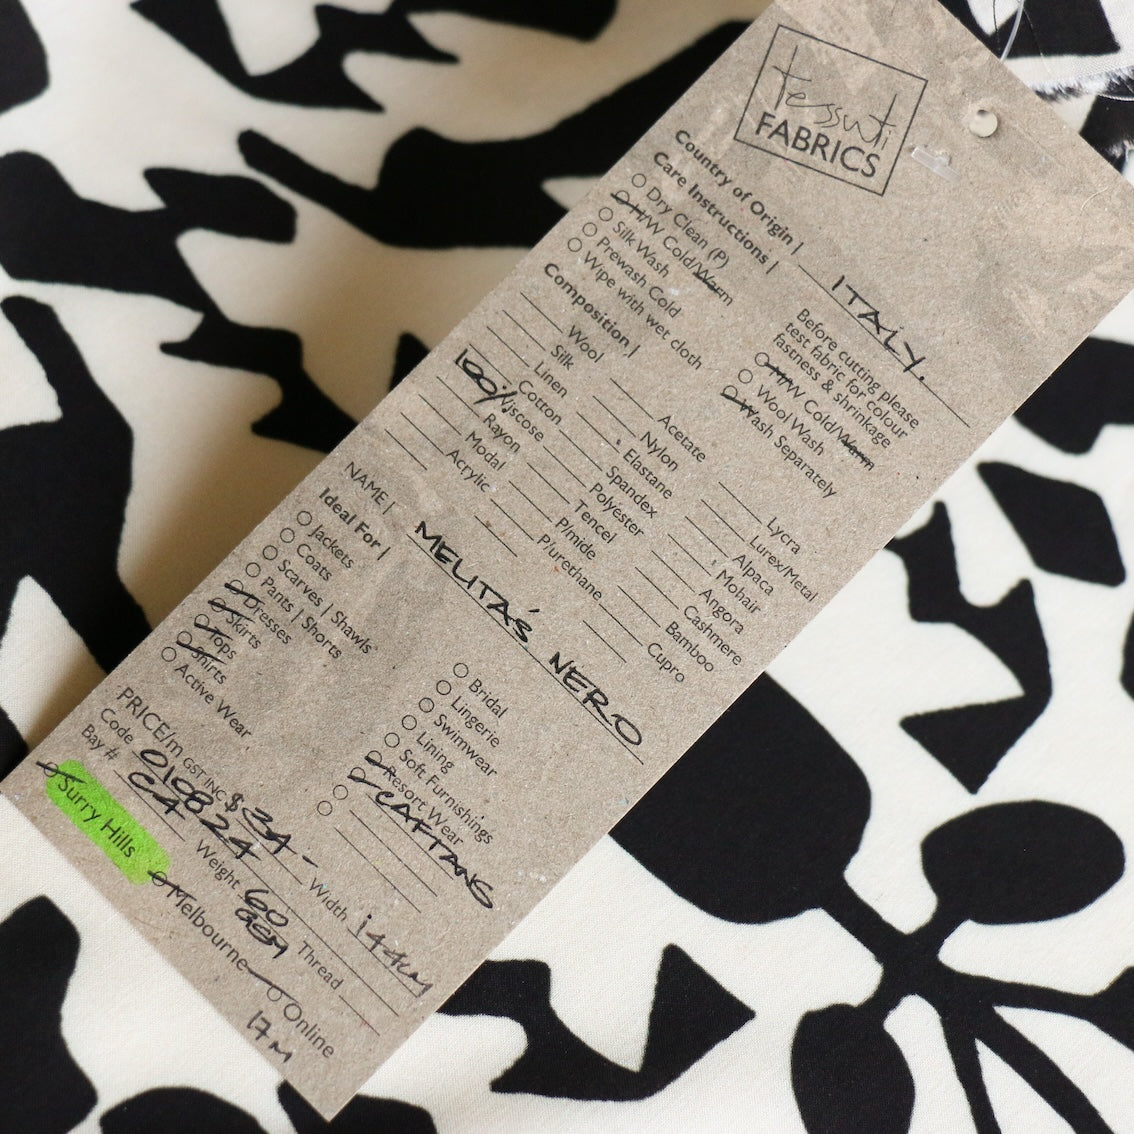 tessuti
FABRICS
Country of Origin | ITALY.
Care Instructions |
Dry Clean (P)
H/W Cold/Warm
Silk Wash
Prewash Cold
Wipe with wet cloth
Before cutting please
test fabric for colour
fastness & shrinkage
H/W Cold/Warm
Wool Wash
Wash Separately
Composition |
Wool
Silk
Linen
Cotton
100% Viscose
Rayon
Modal
Acrylic
Acetate
Nylon
Elastane
Spandex
Polyester
Tencel
P/mide
P/urethane
Lycra
Lurex/Metal
Alpaca
Mohair
Angora
Cashmere
Bamboo
Cupro
NAME | MELITA'S NERO
Ideal For |
Jackets
Coats
Scarves | Shawls
Pants | Shorts
Dresses
Skirts
Tops
Shirts
Active Wear
Bridal
Lingerie
Swimwear
Lining
Soft Furnishings
Resort Wear
CAFTANS
PRICE/m GST INC $34-
Width 144CM
Code 0108824
Bay # C4
Weight 60 GSM
Thread
Surry Hills
Melbourne
Online
17M